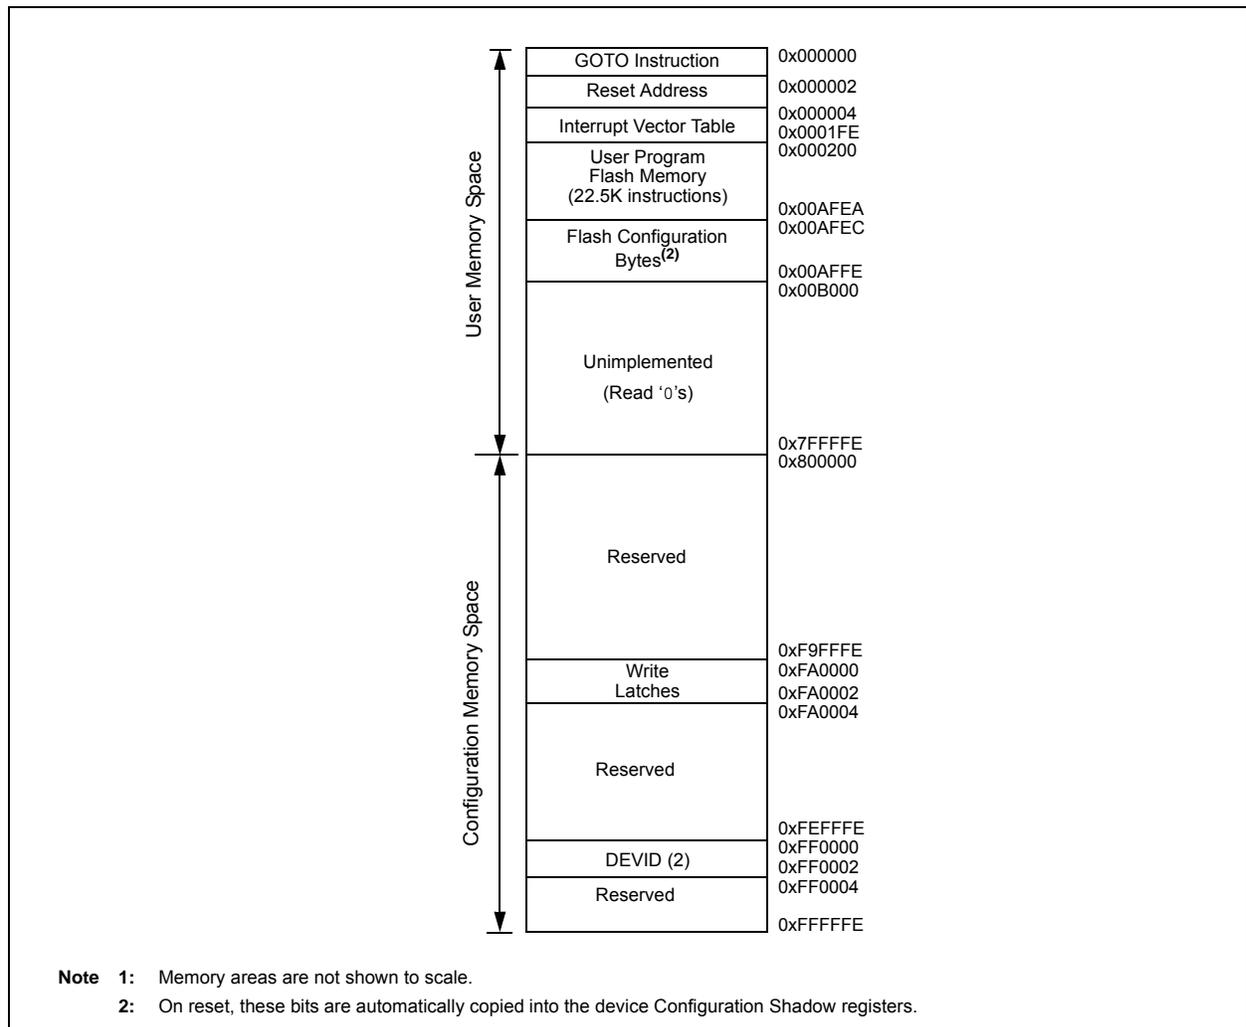 GOTO Instruction
0x000000
Reset Address
0x000002
Interrupt Vector Table
0x000004
0x0001FE
User Program
Flash Memory
(22.5K instructions)
0x000200
0x00AFEA
Flash Configuration
Bytes(2)
0x00AFEC
0x00AFFE
Unimplemented
(Read ‘0’s)
0x00B000
0x7FFFFE
User Memory Space
Reserved
0x800000
0xF9FFFE
Write
Latches
0xFA0000
0xFA0002
Reserved
0xFA0004
0xFEFFFE
DEVID (2)
0xFF0000
0xFF0002
Reserved
0xFF0004
0xFFFFFE
Configuration Memory Space
Note 1: Memory areas are not shown to scale.
2: On reset, these bits are automatically copied into the device Configuration Shadow registers.